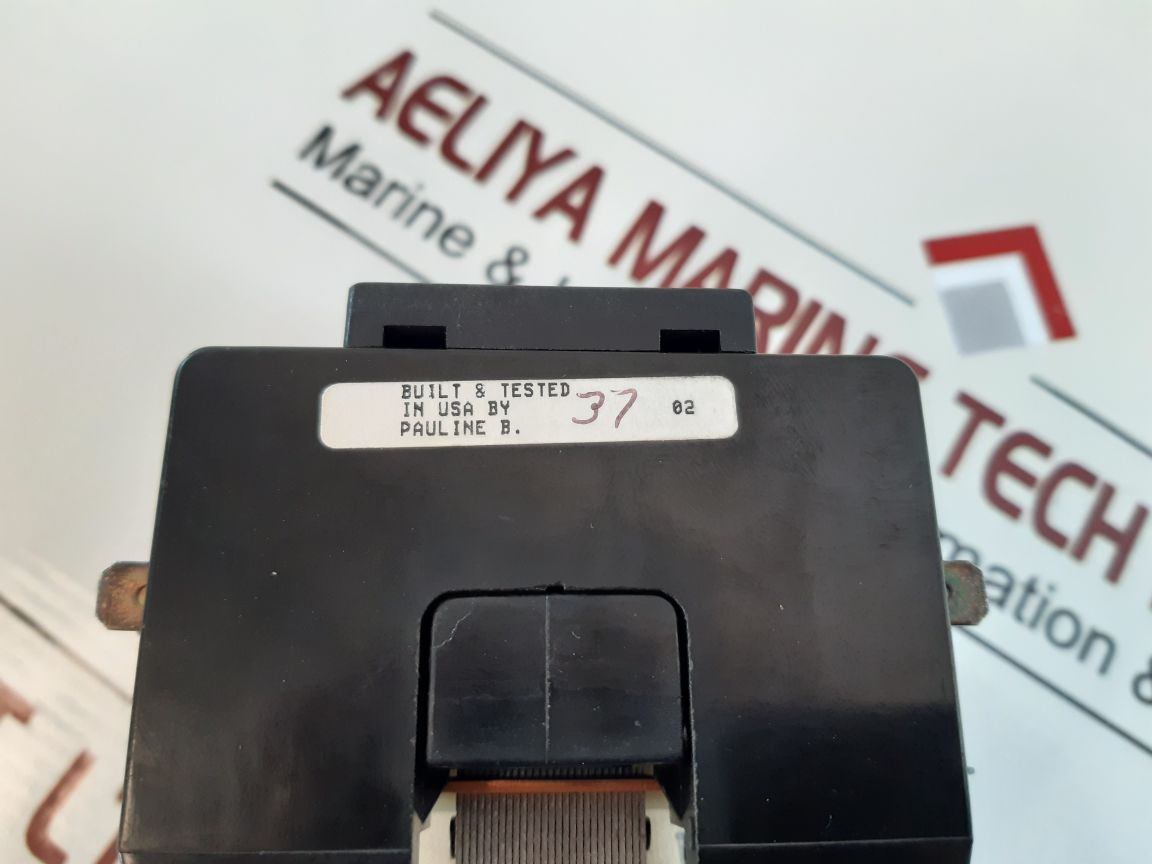 AELIYA MARINE TECH
Marine &
mation &
BUILT & TESTED
IN USA BY 37 02
PAULINE B.